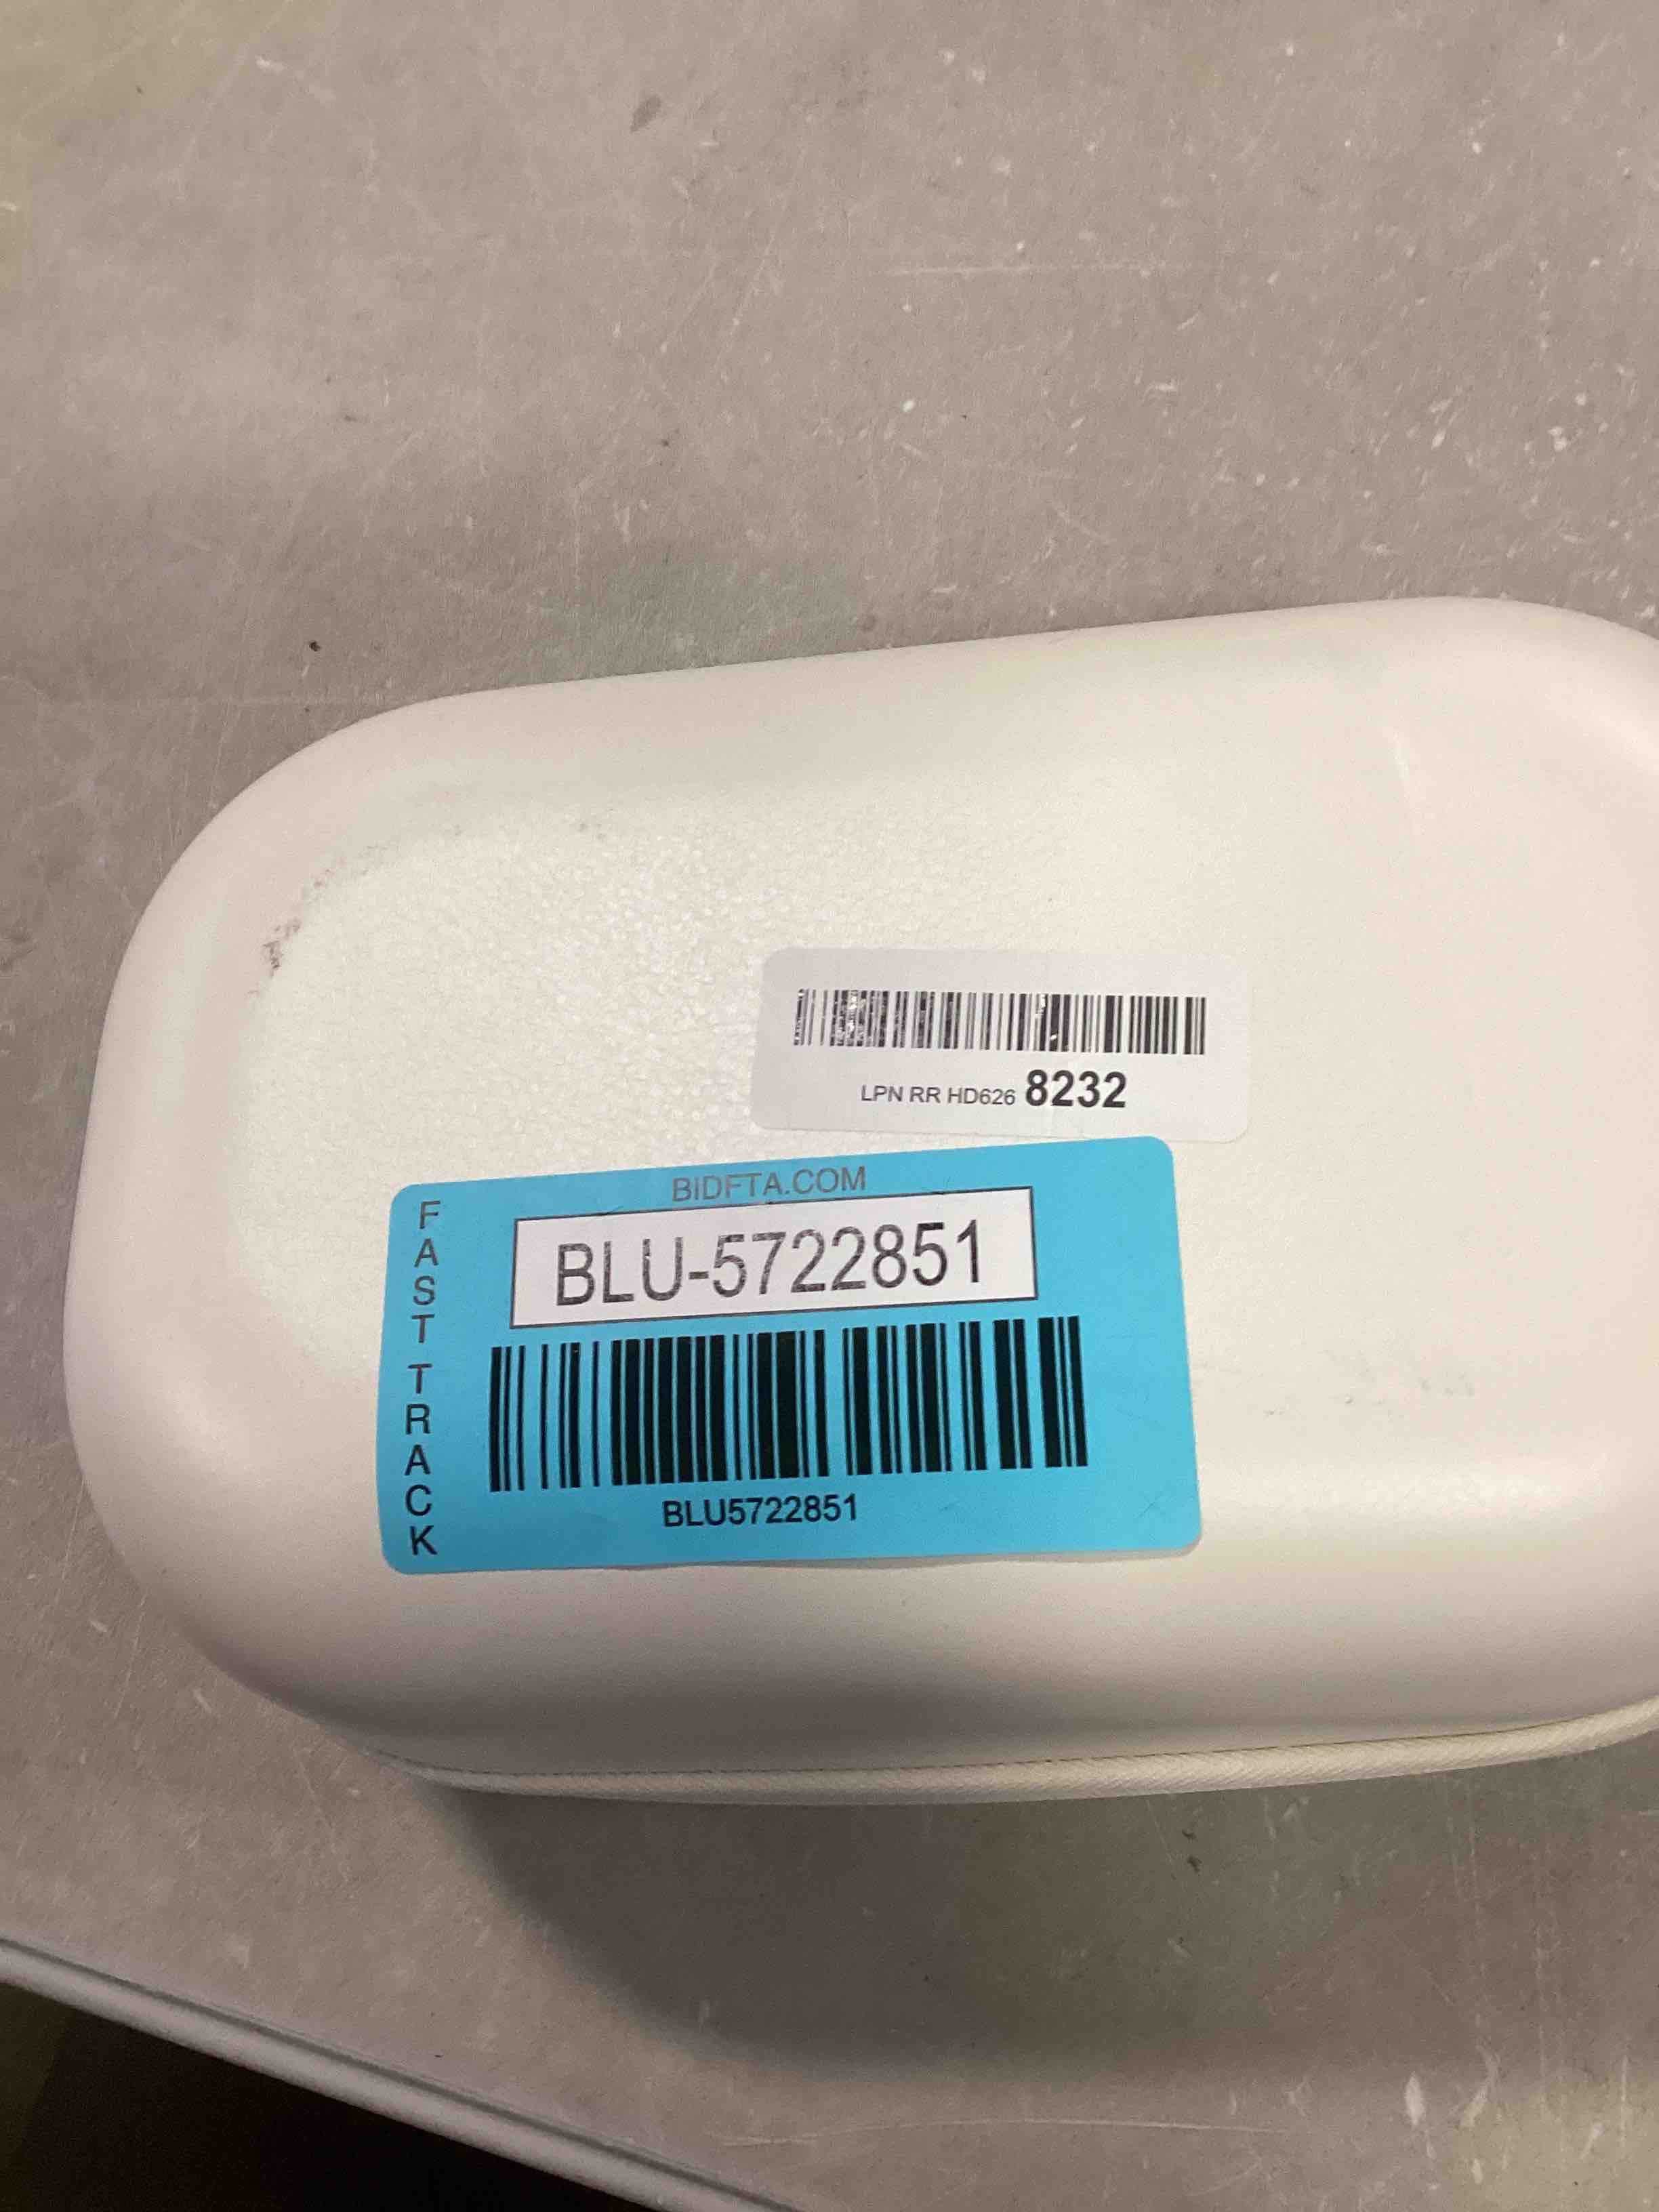 LPN RR HD626 8232
BIDFTA.COM
BLU-5722851
FAST TRACK
BLU5722851